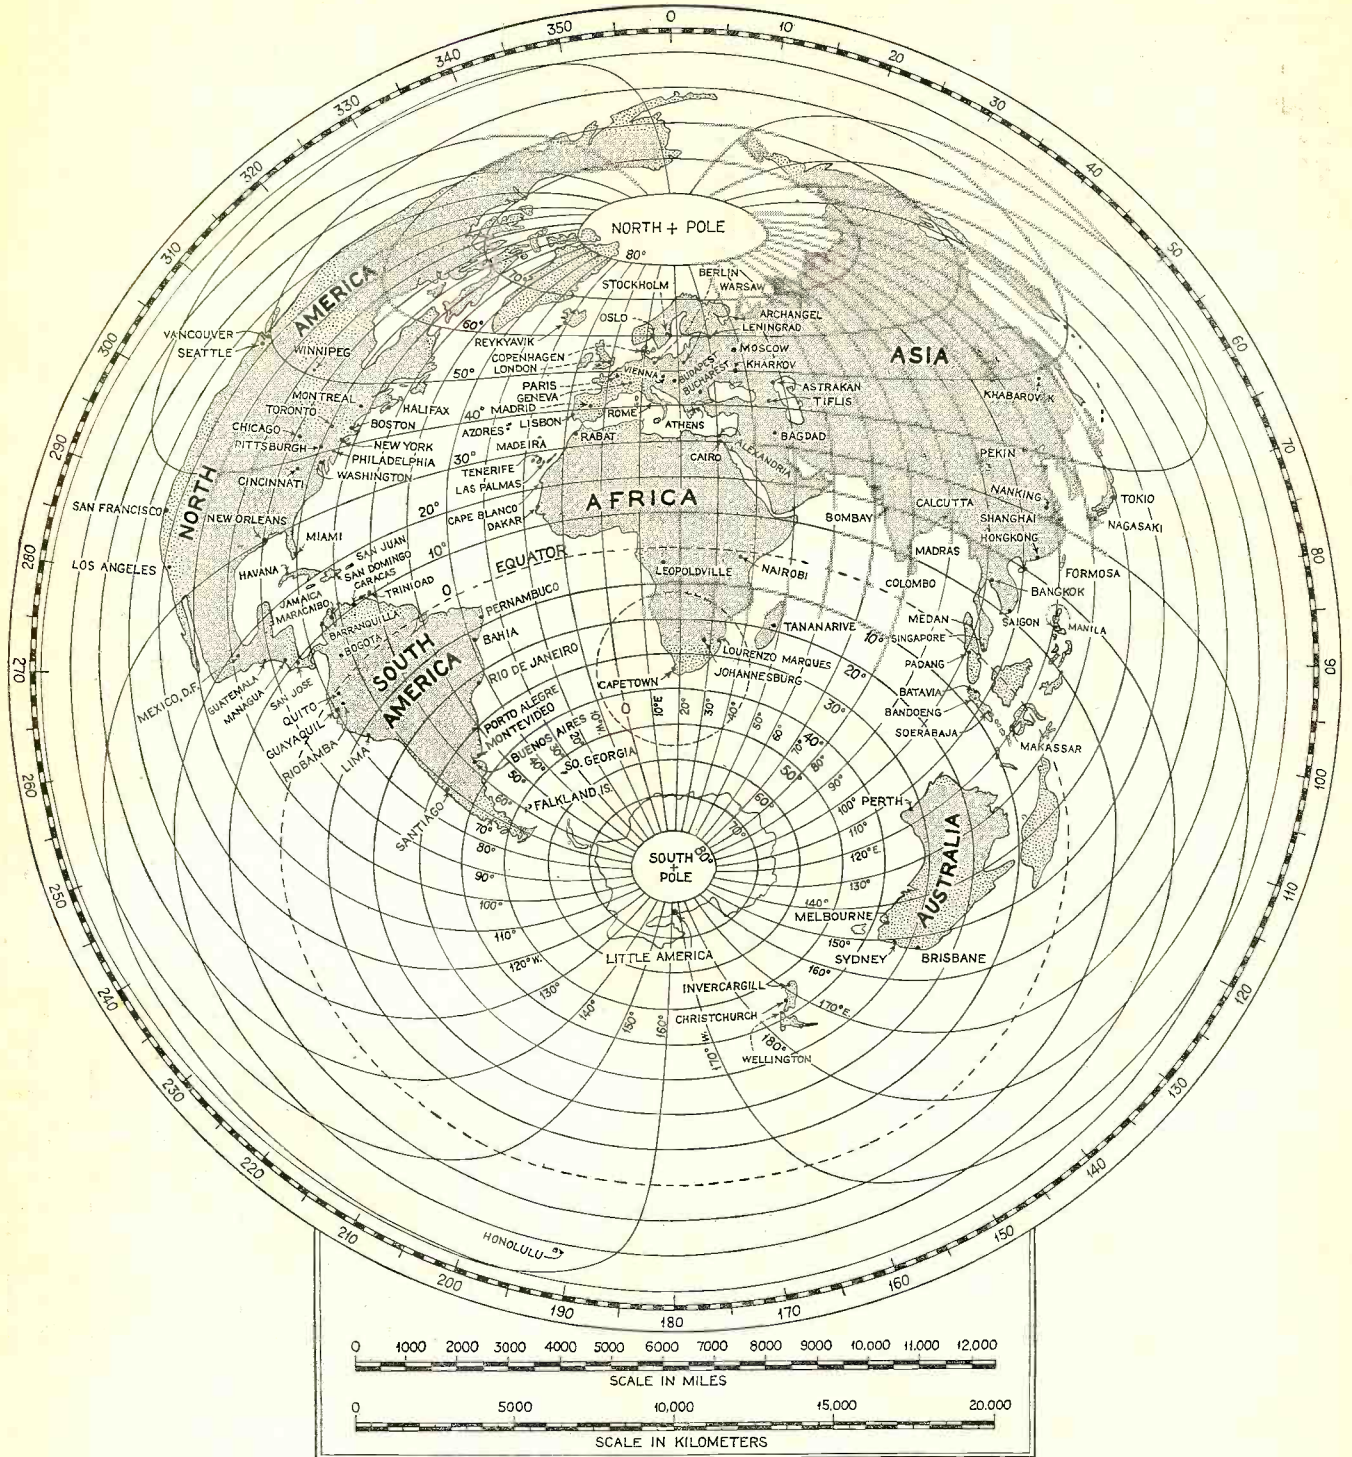 0
10
20
30
40
50
60
70
80
90
100
110
120
130
140
150
160
170
180
190
200
210
220
230
240
250
260
270
280
290
300
310
320
330
340
350
NORTH + POLE
80°
70°
60°
50°
40°
30°
20°
10°
0
EQUATOR
NORTH
AMERICA
VANCOUVER
SEATTLE
WINNIPEG
MONTREAL
TORONTO
CHICAGO
PITTSBURGH
CINCINNATI
HALIFAX
BOSTON
NEW YORK
PHILADELPHIA
WASHINGTON
SAN FRANCISCO
LOS ANGELES
NEW ORLEANS
MIAMI
HAVANA
SAN JUAN
SAN DOMINGO
CARACAS
TRINIDAD
JAMAICA
MARACAIBO
BARRANQUILLA
BOGOTA
MEXICO, D.F.
GUATEMALA
MANAGUA
SAN JOSE
QUITO
GUAYAQUIL
RIOBAMBA
LIMA
SANTIAGO
SOUTH
AMERICA
PERNAMBUCO
BAHIA
RIO DE JANEIRO
PORTO ALEGRE
MONTEVIDEO
BUENOS AIRES
SO. GEORGIA
FALKLAND IS.
STOCKHOLM
BERLIN
WARSAW
OSLO
ARCHANGEL
LENINGRAD
REYKYAVIK
COPENHAGEN
LONDON
MOSCOW
KHARKOV
VIENNA
BUDAPEST
BUCHAREST
PARIS
GENEVA
ASTRAKAN
TIFLIS
MADRID
ROME
LISBON
ATHENS
AZORES
RABAT
BAGDAD
MADEIRA
CAIRO
ALEXANDRIA
TENERIFE
LAS PALMAS
CAPE BLANCO
DAKAR
AFRICA
LEOPOLDVILLE
NAIROBI
TANANARIVE
LOURENZO MARQUES
JOHANNESBURG
CAPETOWN
ASIA
KHABAROVSK
PEKIN
NANKING
CALCUTTA
TOKIO
SHANGHAI
NAGASAKI
BOMBAY
HONGKONG
MADRAS
FORMOSA
COLOMBO
BANGKOK
SAIGON
MANILA
MEDAN
SINGAPORE
PADANG
BATAVIA
BANDOENG
SOERABAJA
MAKASSAR
10°
20°
30°
40°
50°
60°
70°
80°
0
10°E
20°
30°
40°
50°
60°
70°
80°
90°
100°
110°
120°E.
130°
140°
150°
160°
170°E.
180°
170°W.
160°
150°
140°
130°
120°W.
110°
100°
90°
80°
70°
60°
50°
40°
30°
20°
10°W.
PERTH
AUSTRALIA
MELBOURNE
SYDNEY
BRISBANE
SOUTH
+
POLE
LITTLE AMERICA
INVERCARGILL
CHRISTCHURCH
WELLINGTON
HONOLULU
0 1000 2000 3000 4000 5000 6000 7000 8000 9000 10,000 11,000 12,000
SCALE IN MILES
0 5000 10,000 15,000 20,000
SCALE IN KILOMETERS